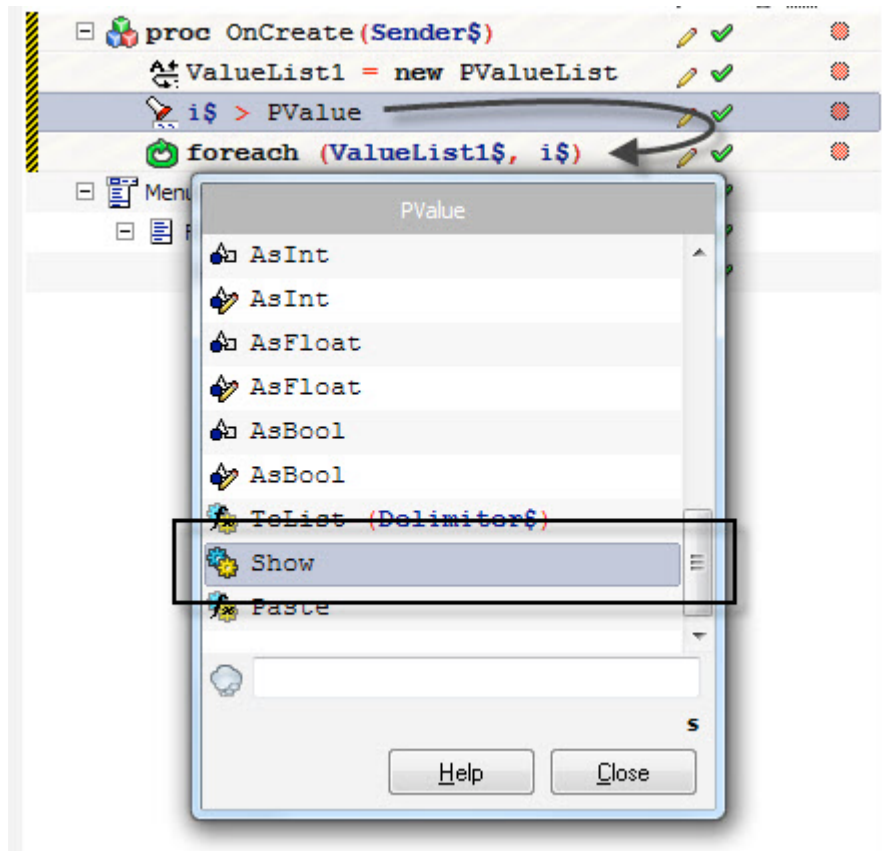 proc OnCreate(Sender$)
ValueList1 = new PValueList
i$ > PValue
foreach (ValueList1$, i$)
Menu
PValue
AsInt
AsInt
AsFloat
AsFloat
AsBool
AsBool
ToList (Delimiter$)
Show
Paste
s
Help
Close